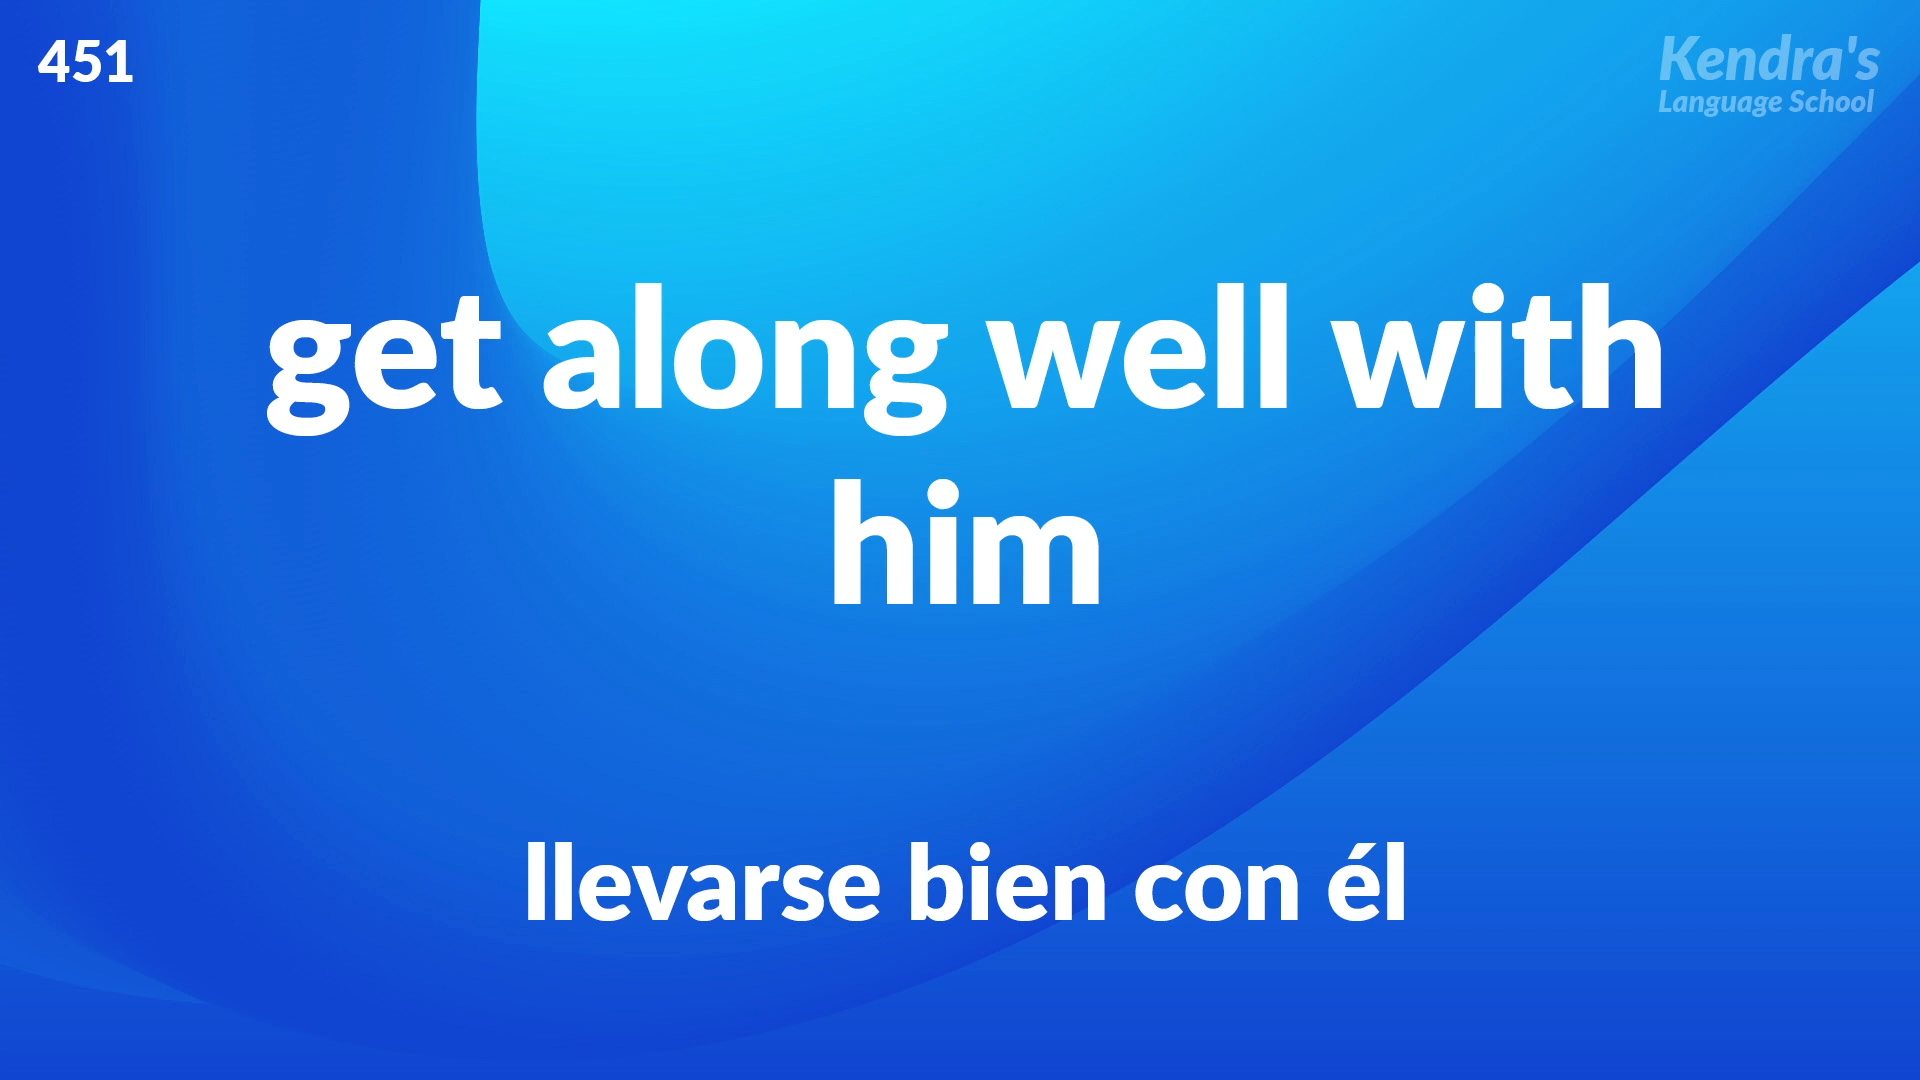 451
Kendra's
Language School
get along well with
him
llevarse bien con él